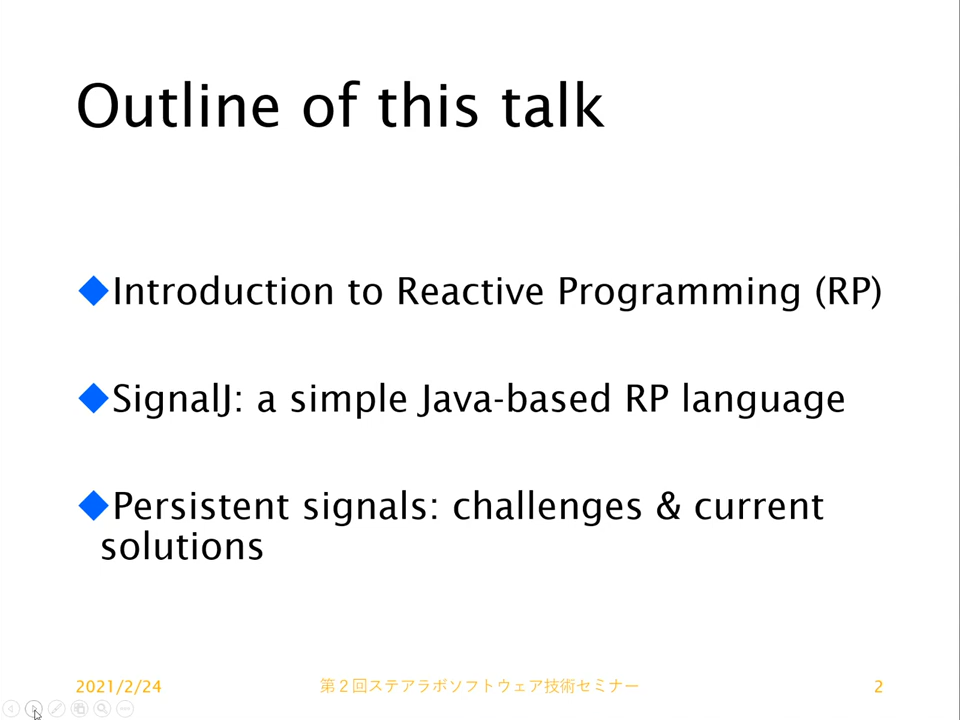 Outline of this talk
Introduction to Reactive Programming (RP)
SignalJ: a simple Java-based RP language
Persistent signals: challenges & current
solutions
2021/2/24
第２回ステアラボソフトウェア技術セミナー
2